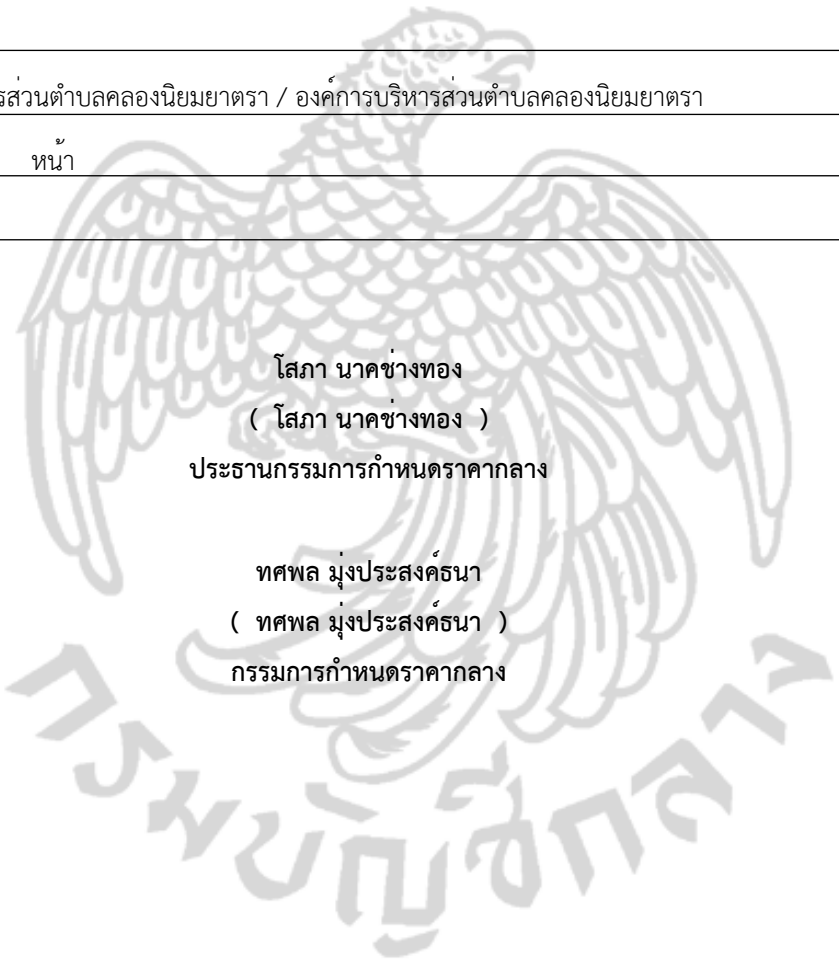 รส่วนตำบลคลองนิยมยาตรา / องค์การบริหารส่วนตำบลคลองนิยมยาตรา
หน้า
โสภา นาคช่างทอง
( โสภา นาคช่างทอง )
ประธานกรรมการกำหนดราคากลาง
ทศพล มุ่งประสงค์ธนา
( ทศพล มุ่งประสงค์ธนา )
กรรมการกำหนดราคากลาง
กรมบัญชีกลาง